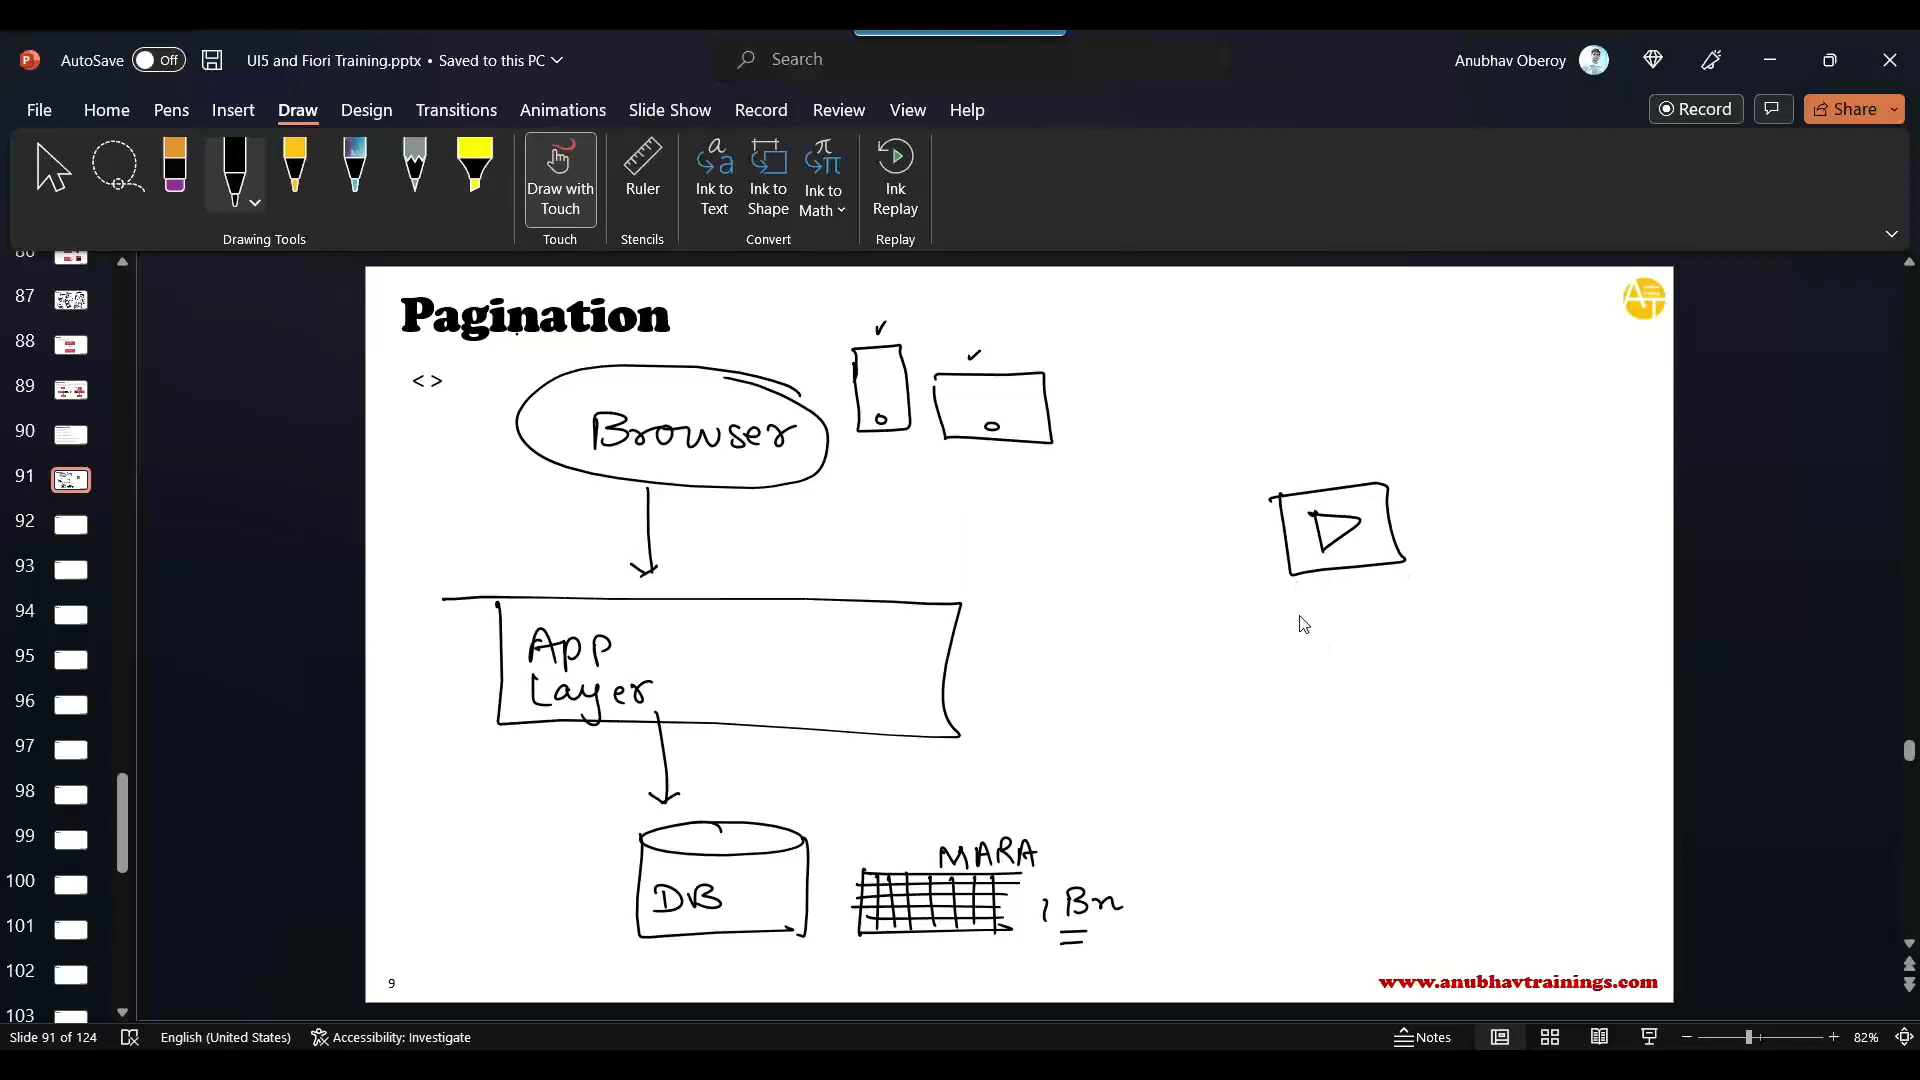 AutoSave Off UI5 and Fiori Training.pptx • Saved to this PC Search Anubhav Oberoy
File Home Pens Insert Draw Design Transitions Animations Slide Show Record Review View Help Record Share
Draw with Touch
Ruler
Ink to Text
Ink to Shape
Ink to Math
Ink Replay
Drawing Tools Touch Stencils Convert Replay
86
87
88
89
90
91
92
93
94
95
96
97
98
99
100
101
102
103
Pagination
AT
< >
Browser
App
Layer
DB
MARA
1 Bn
9
www.anubhavtrainings.com
Slide 91 of 124 English (United States) Accessibility: Investigate Notes 82%